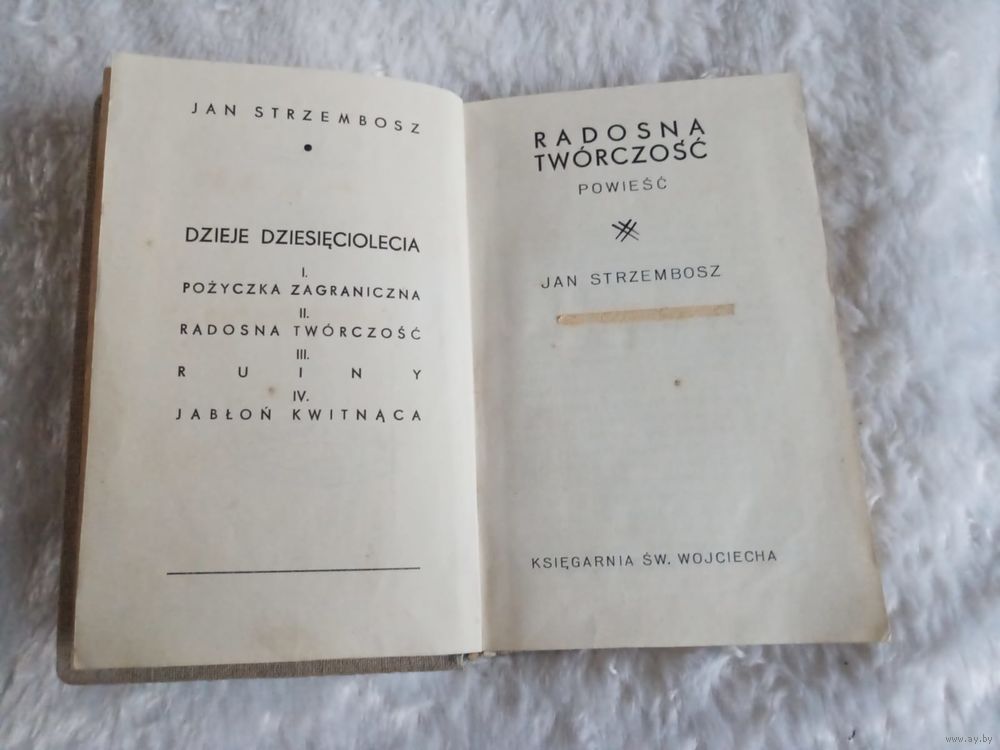 JAN STRZEMBOSZ
DZIEJE DZIESIĘCIOLECIA
I.
POŻYCZKA ZAGRANICZNA
II.
RADOSNA TWÓRCZOŚĆ
III.
RUINY
IV.
JABŁOŃ KWITNĄCA
RADOSNA
TWÓRCZOŚĆ
POWIEŚĆ
JAN STRZEMBOSZ
KSIĘGARNIA ŚW. WOJCIECHA
www.ay.by